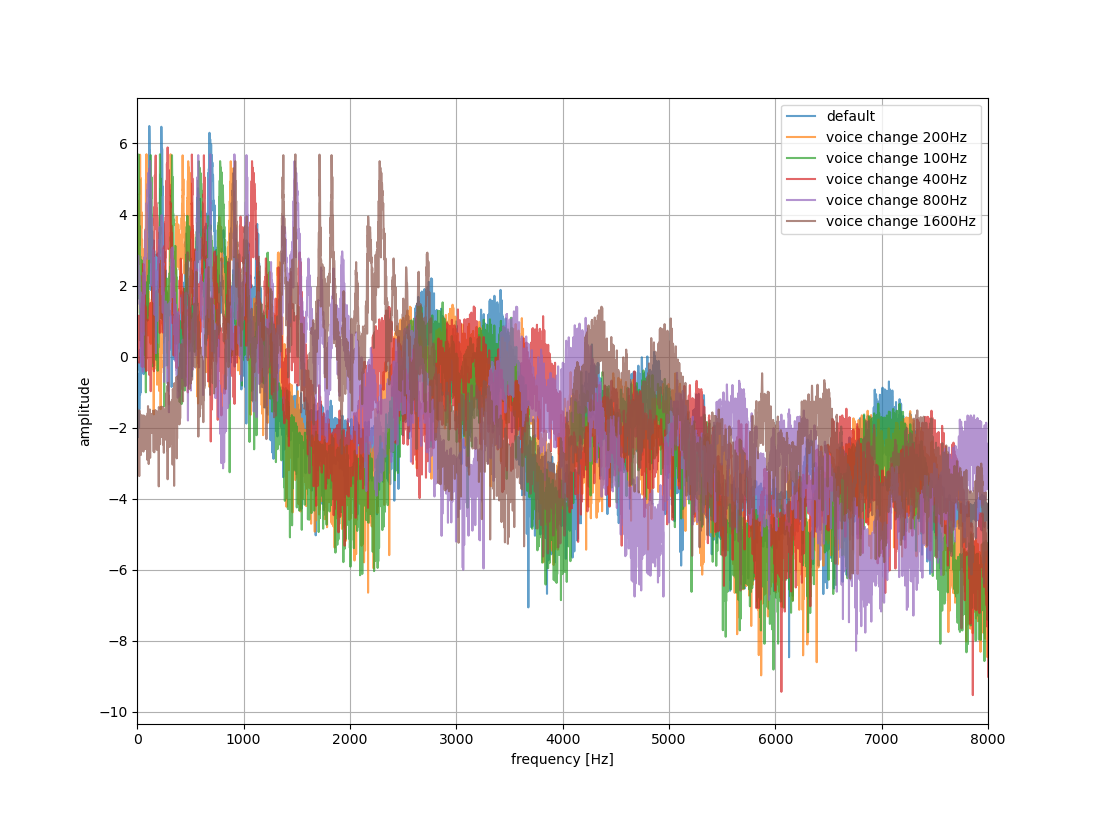 default
voice change 200Hz
voice change 100Hz
voice change 400Hz
voice change 800Hz
voice change 1600Hz
6
4
2
0
−2
−4
−6
−8
−10
amplitude
0 1000 2000 3000 4000 5000 6000 7000 8000
frequency [Hz]